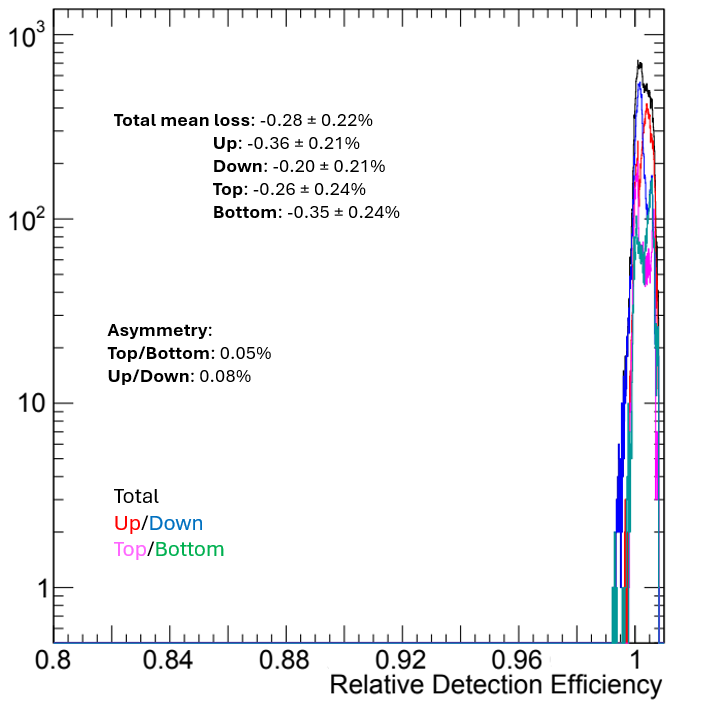 10³
Total mean loss: -0.28 ± 0.22%
Up: -0.36 ± 0.21%
Down: -0.20 ± 0.21%
Top: -0.26 ± 0.24%
Bottom: -0.35 ± 0.24%
10²
Asymmetry:
Top/Bottom: 0.05%
Up/Down: 0.08%
10
Total
Up/Down
Top/Bottom
1
0.8 0.84 0.88 0.92 0.96 1
Relative Detection Efficiency